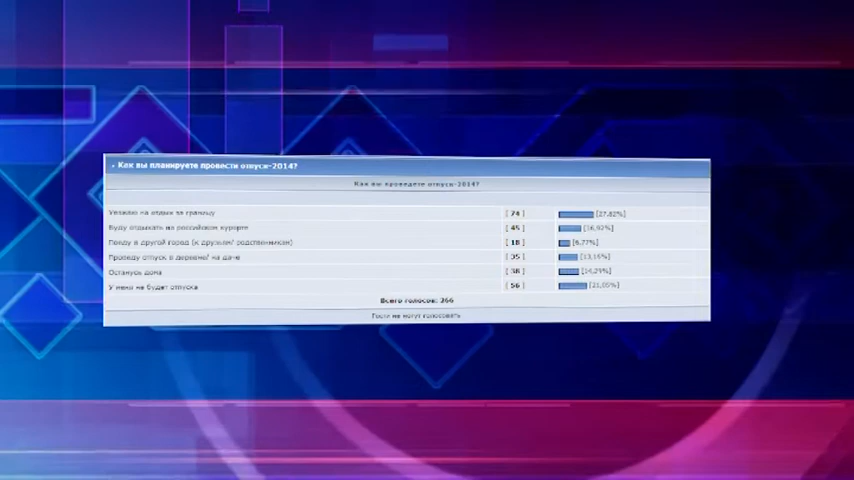 Как вы планируете провести отпуск-2014?
Как вы проведете отпуск-2014?
Уезжаю на отдых за границу [ 74 ] [27,82%]
Буду отдыхать на российском курорте [ 45 ] [16,92%]
Поеду в другой город (к друзьям/ родственникам) [ 18 ] [6,77%]
Проведу отпуск в деревне/ на даче [ 35 ] [13,16%]
Останусь дома [ 38 ] [14,29%]
У меня не будет отпуска [ 56 ] [21,05%]
Всего голосов: 266
Гости не могут голосовать